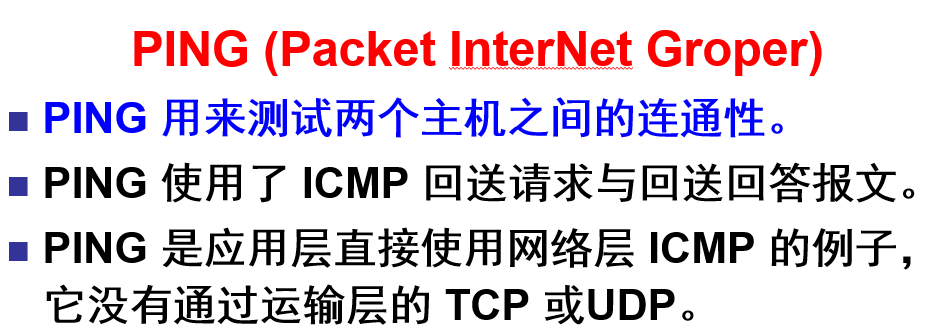 PING (Packet InterNet Groper)
PING 用来测试两个主机之间的连通性。
PING 使用了 ICMP 回送请求与回送回答报文。
PING 是应用层直接使用网络层 ICMP 的例子，
它没有通过运输层的 TCP 或UDP。